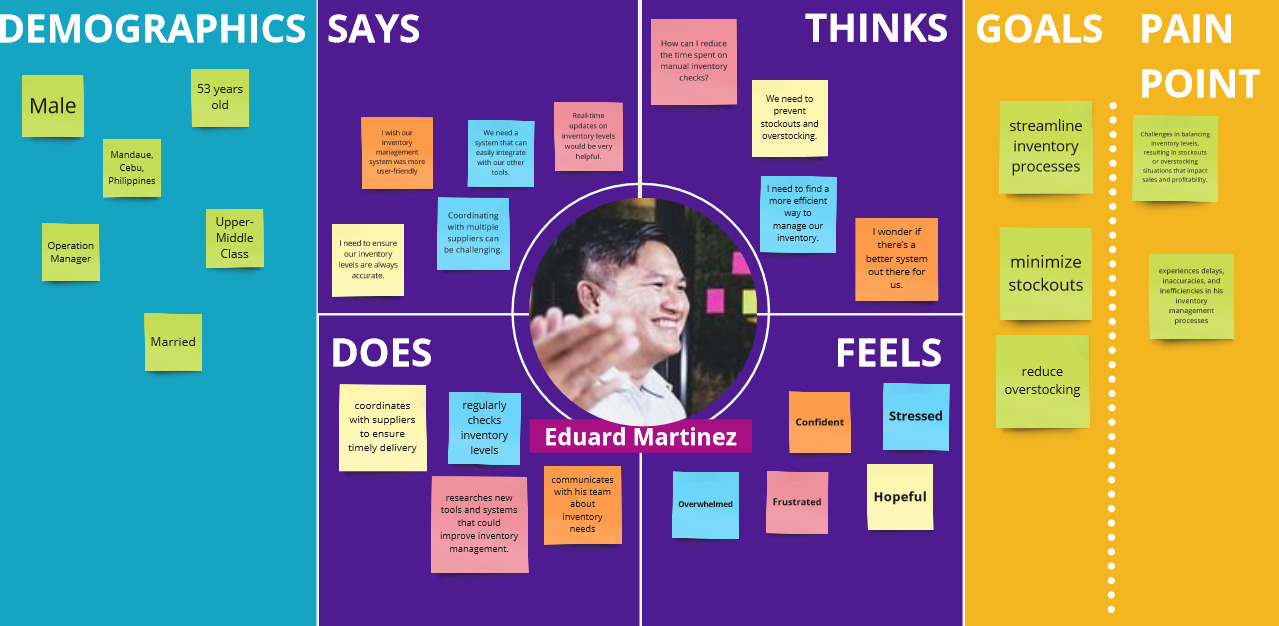 DEMOGRAPHICS
Male
53 years
old
Mandaue,
Cebu,
Philippines
Operation
Manager
Upper-
Middle
Class
Married
SAYS
I wish our
inventory
management
system was more
user-friendly
We need a
system that can
easily integrate
with our other
tools.
Real-time
updates on
inventory levels
would be very
helpful.
I need to ensure
our inventory
levels are always
accurate.
Coordinating
with multiple
suppliers can
be challenging.
THINKS
How can I reduce
the time spent on
manual inventory
checks?
We need to
prevent
stockouts and
overstocking.
I need to find a
more efficient
way to
manage our
inventory.
I wonder if
there's a
better system
out there for
us.
DOES
coordinates
with suppliers
to ensure
timely delivery
regularly
checks
inventory
levels
researches new
tools and systems
that could
improve inventory
management.
communicates
with his team
about
inventory
needs
Eduard Martinez
FEELS
Confident
Stressed
Overwhelmed
Frustrated
Hopeful
GOALS
streamline
inventory
processes
minimize
stockouts
reduce
overstocking
PAIN
POINT
Challenges in balancing
inventory levels,
resulting in stockouts
or overstocking
situations that impact
sales and profitability.
experiences delays,
inaccuracies, and
inefficiencies in his
inventory
management
processes